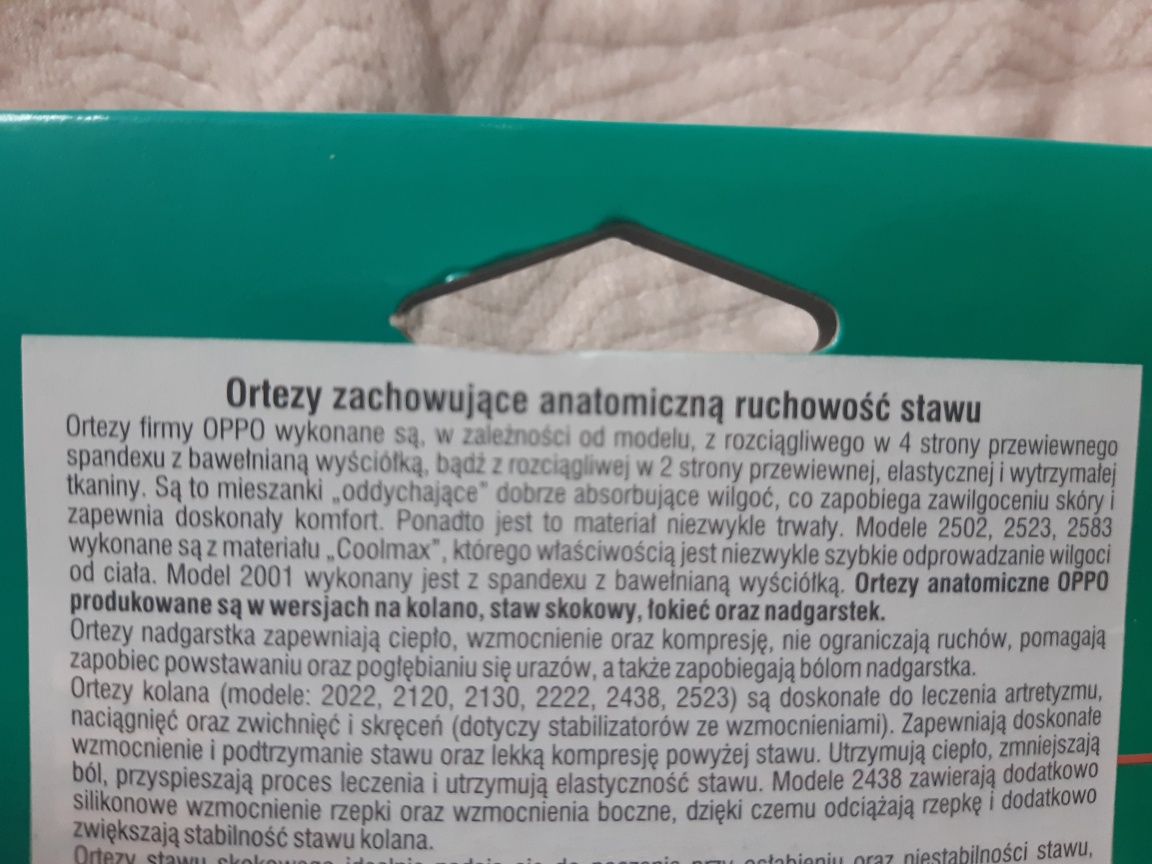 Ortezy zachowujące anatomiczną ruchowość stawu
Ortezy firmy OPPO wykonane są, w zależności od modelu, z rozciągliwego w 4 strony przewiewnego
spandexu z bawełnianą wyściółką, bądź z rozciągliwej w 2 strony przewiewnej, elastycznej i wytrzymałej
tkaniny. Są to mieszanki „oddychające” dobrze absorbujące wilgoć, co zapobiega zawilgoceniu skóry i
zapewnia doskonały komfort. Ponadto jest to materiał niezwykle trwały. Modele 2502, 2523, 2583
wykonane są z materiału „Coolmax”, którego właściwością jest niezwykle szybkie odprowadzanie wilgoci
od ciała. Model 2001 wykonany jest z spandexu z bawełnianą wyściółką. Ortezy anatomiczne OPPO
produkowane są w wersjach na kolano, staw skokowy, łokieć oraz nadgarstek.
Ortezy nadgarstka zapewniają ciepło, wzmocnienie oraz kompresję, nie ograniczają ruchów, pomagają
zapobiec powstawaniu oraz pogłębianiu się urazów, a także zapobiegają bólom nadgarstka.
Ortezy kolana (modele: 2022, 2120, 2130, 2222, 2438, 2523) są doskonałe do leczenia artretyzmu,
naciągnięć oraz zwichnięć i skręceń (dotyczy stabilizatorów ze wzmocnieniami). Zapewniają doskonałe
wzmocnienie i podtrzymanie stawu oraz lekką kompresję powyżej stawu. Utrzymują ciepło, zmniejszają
ból, przyspieszają proces leczenia i utrzymują elastyczność stawu. Modele 2438 zawierają dodatkowo
silikonowe wzmocnienie rzepki oraz wzmocnienia boczne, dzięki czemu odciążają rzepkę i dodatkowo
zwiększają stabilność stawu kolana.
Ortezy stawu skokowego idealnie oraz niestabilności stawu,